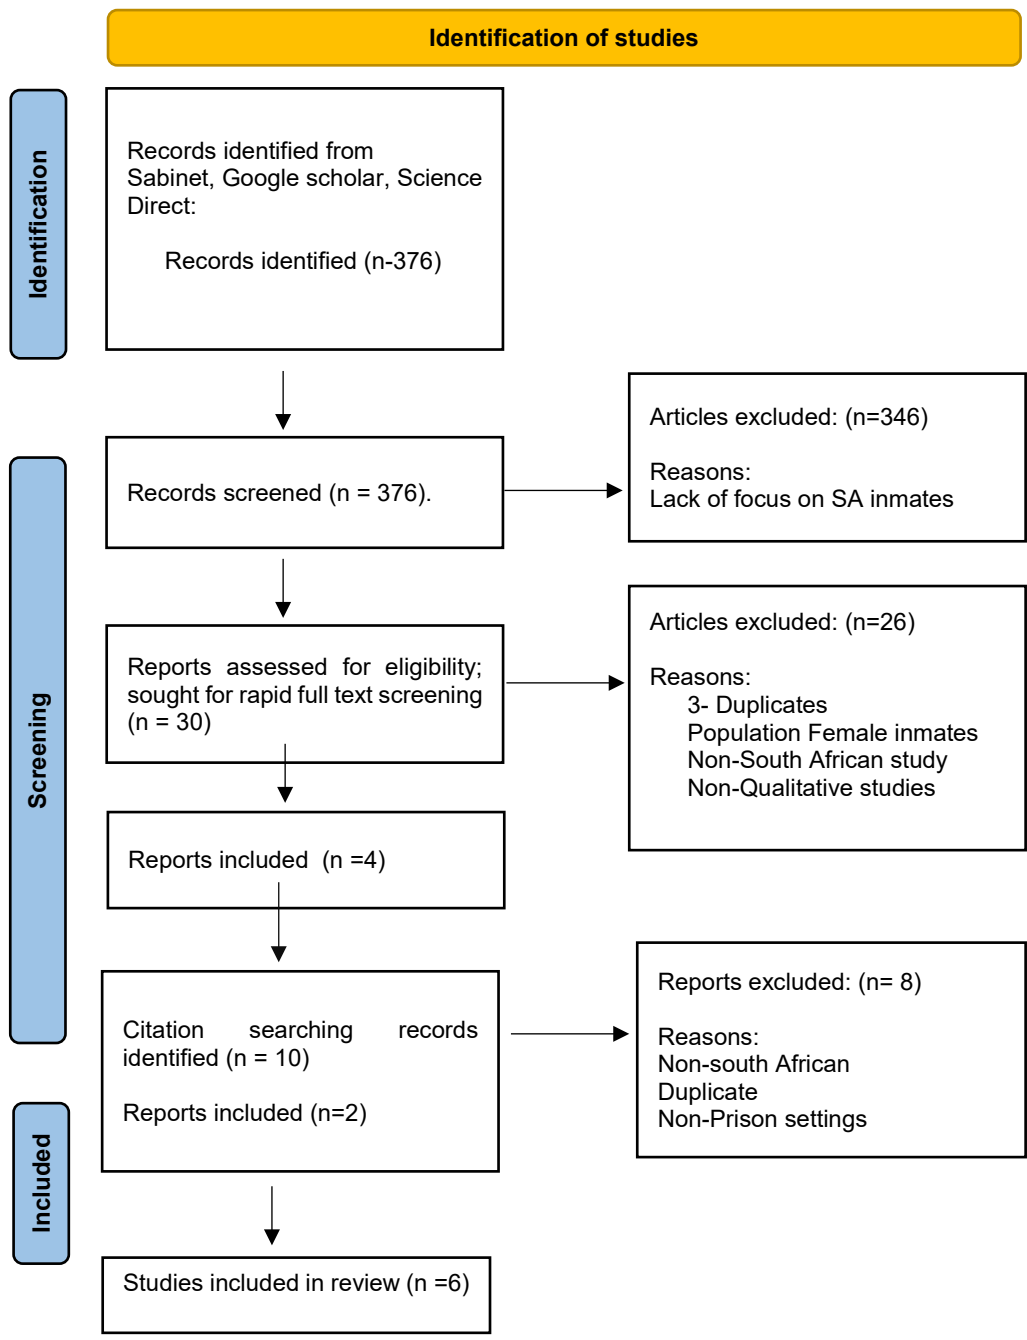 Identification of studies
Identification
Records identified from
Sabinet, Google scholar, Science
Direct:
Records identified (n-376)
Screening
Records screened (n = 376).
Articles excluded: (n=346)
Reasons:
Lack of focus on SA inmates
Reports assessed for eligibility;
sought for rapid full text screening
(n = 30)
Articles excluded: (n=26)
Reasons:
3- Duplicates
Population Female inmates
Non-South African study
Non-Qualitative studies
Reports included (n =4)
Citation searching records
identified (n = 10)
Reports included (n=2)
Reports excluded: (n= 8)
Reasons:
Non-south African
Duplicate
Non-Prison settings
Included
Studies included in review (n =6)